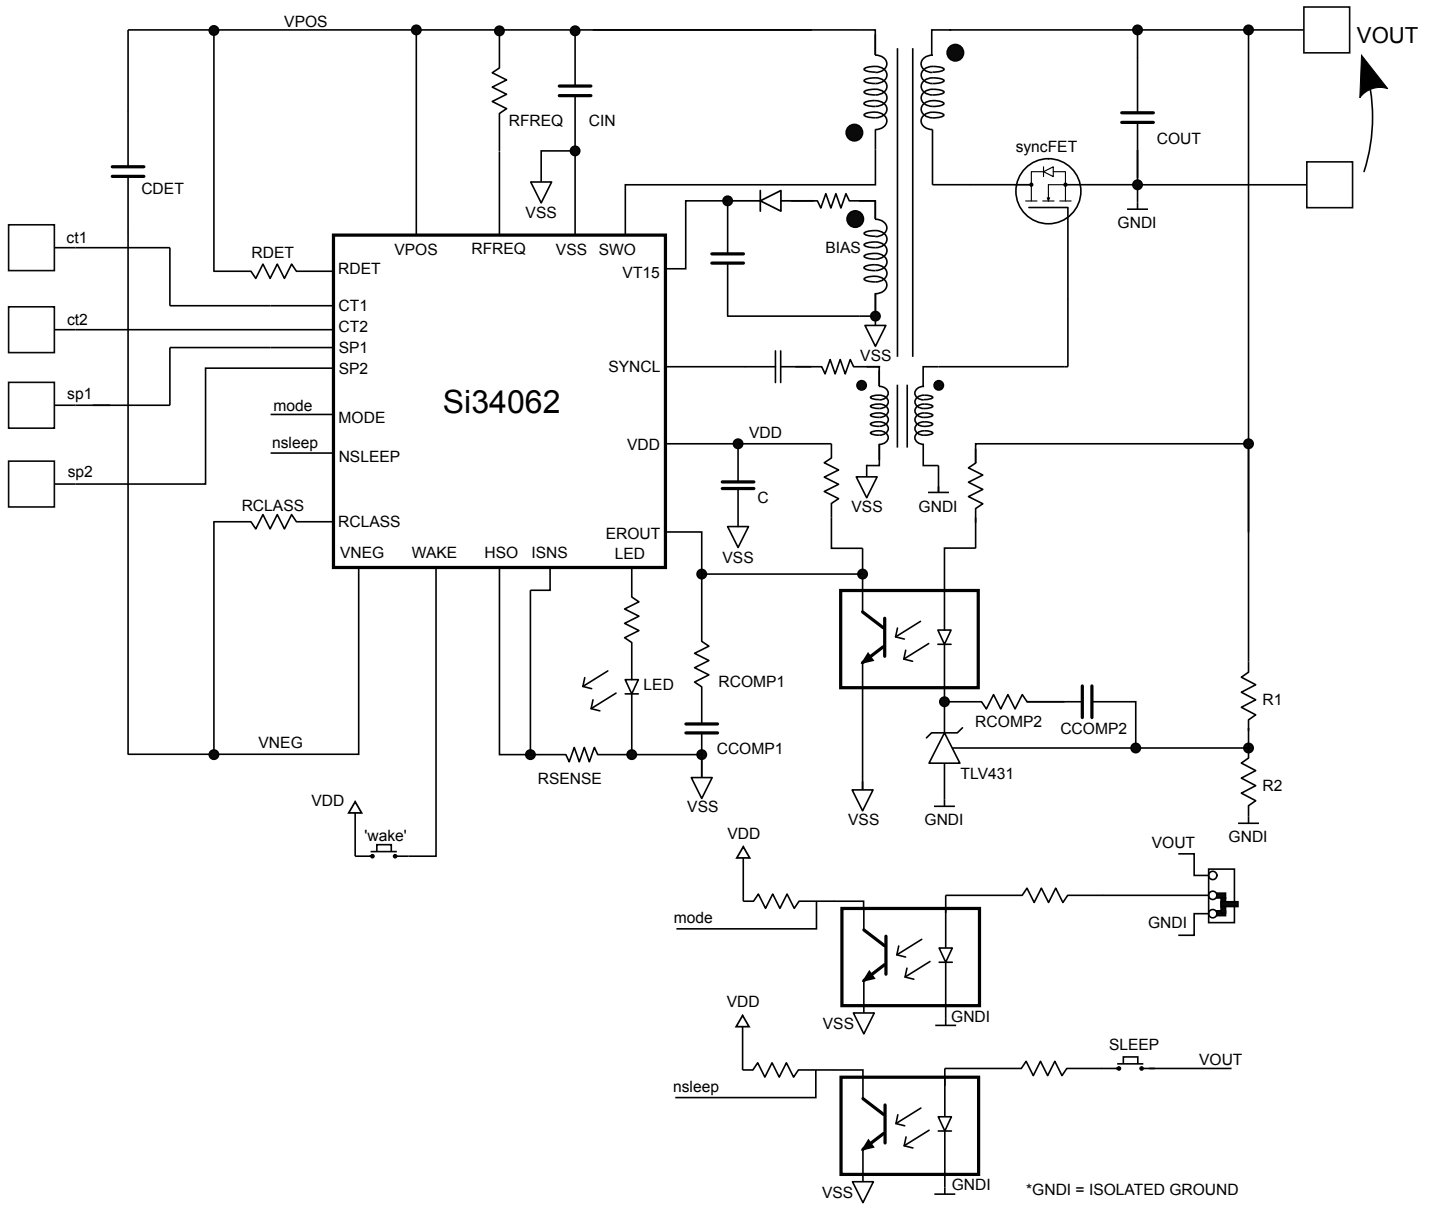 VPOS
VOUT
RFREQ
CIN
COUT
syncFET
CDET
VSS
GNDI
ct1
RDET
VPOS
RFREQ
VSS
SWO
BIAS
RDET
VT15
CT1
ct2
CT2
SP1
VSS
SP2
SYNCL
sp1
Si34062
mode
MODE
VDD
VDD
nsleep
NSLEEP
sp2
C
VSS
GNDI
RCLASS
RCLASS
EROUT
VNEG
WAKE
HSO
ISNS
LED
VSS
LED
RCOMP1
R1
RCOMP2
CCOMP2
VNEG
CCOMP1
RSENSE
TLV431
R2
VDD
VSS
VSS
GNDI
GNDI
'wake'
VDD
VOUT
mode
GNDI
VDD
VSS
GNDI
SLEEP
VOUT
nsleep
VSS
GNDI
*GNDI = ISOLATED GROUND